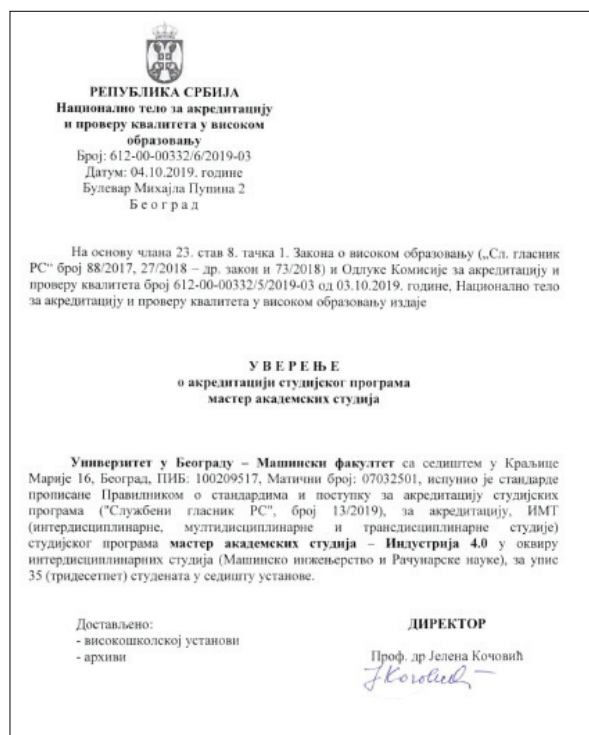 РЕПУБЛИКА СРБИЈА
Национално тело за акредитацију
и проверу квалитета у високом
образовању
Број: 612-00-00332/6/2019-03
Датум: 04.10.2019. године
Булевар Михајла Пупина 2
Београд
На основу члана 23. став 8. тачка 1. Закона о високом образовању („Сл. гласник
РС“ број 88/2017, 27/2018 – др. закон и 73/2018) и Одлуке Комисије за акредитацију и
проверу квалитета број 612-00-00332/5/2019-03 од 03.10.2019. године, Национално тело
за акредитацију и проверу квалитета у високом образовању издаје
УВЕРЕЊЕ
о акредитацији студијског програма
мастер академских студија
Универзитет у Београду – Машински факултет са седиштем у Краљице
Марије 16, Београд, ПИБ: 100209517, Матични број: 07032501, испунио је стандарде
прописане Правилником о стандардима и поступку за акредитацију студијских
програма ("Службени гласник РС", број 13/2019), за акредитацију, ИМТ
(интердисциплинарне, мултидисциплинарне и трансдисциплинарне студије)
студијског програма мастер академских студија – Индустрија 4.0 у оквиру
интердисциплинарних студија (Машинско инжењерство и Рачунарске науке), за упис
35 (тридесетпет) студената у седишту установе.
Достављено:
- високошколској установи
- архиви
ДИРЕКТОР
Проф. др Јелена Кочовић